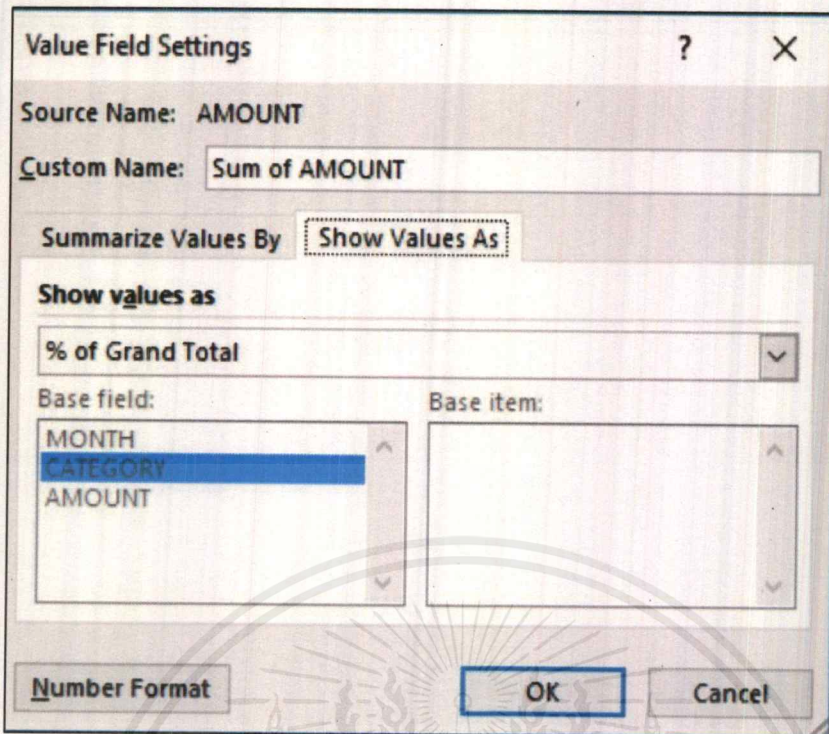 Value Field Settings ? ×
Source Name: AMOUNT
Custom Name: Sum of AMOUNT
Summarize Values By Show Values As
Show values as
% of Grand Total
Base field: Base item:
MONTH
CATEGORY
AMOUNT
Number Format OK Cancel